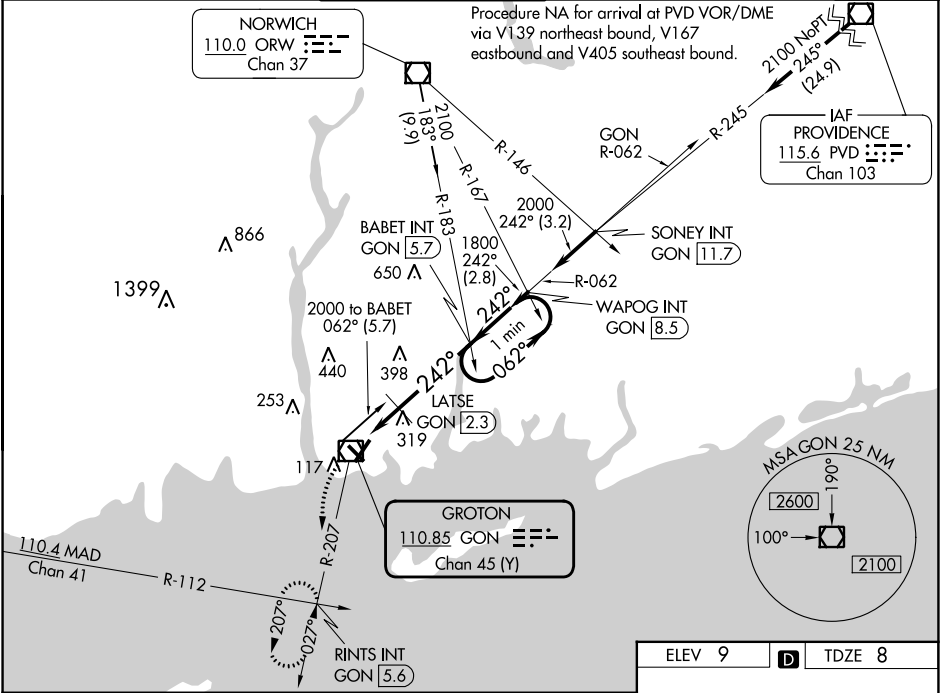 NORWICH
110.0 ORW
Chan 37
Procedure NA for arrival at PVD VOR/DME
via V139 northeast bound, V167
eastbound and V405 southeast bound.
2100 NoPT
245°
(24.9)
R-245
IAF
PROVIDENCE
115.6 PVD
Chan 103
2100
183°
(9.9)
R-167
R-146
R-183
GON
R-062
2000
242° (3.2)
SONEY INT
GON 11.7
BABET INT
GON 5.7
1800
242°
(2.8)
R-062
WAPOG INT
GON 8.5
866
650
1399
2000 to BABET
062° (5.7)
242°
1 min
062°
242°
440
398
253
LATSE
GON 2.3
319
117
GROTON
110.85 GON
Chan 45 (Y)
MSA GON 25 NM
190°
2600
100°
2100
110.4 MAD
Chan 41
R-112
R-207
207°
027°
RINTS INT
GON 5.6
ELEV 9 D TDZE 8